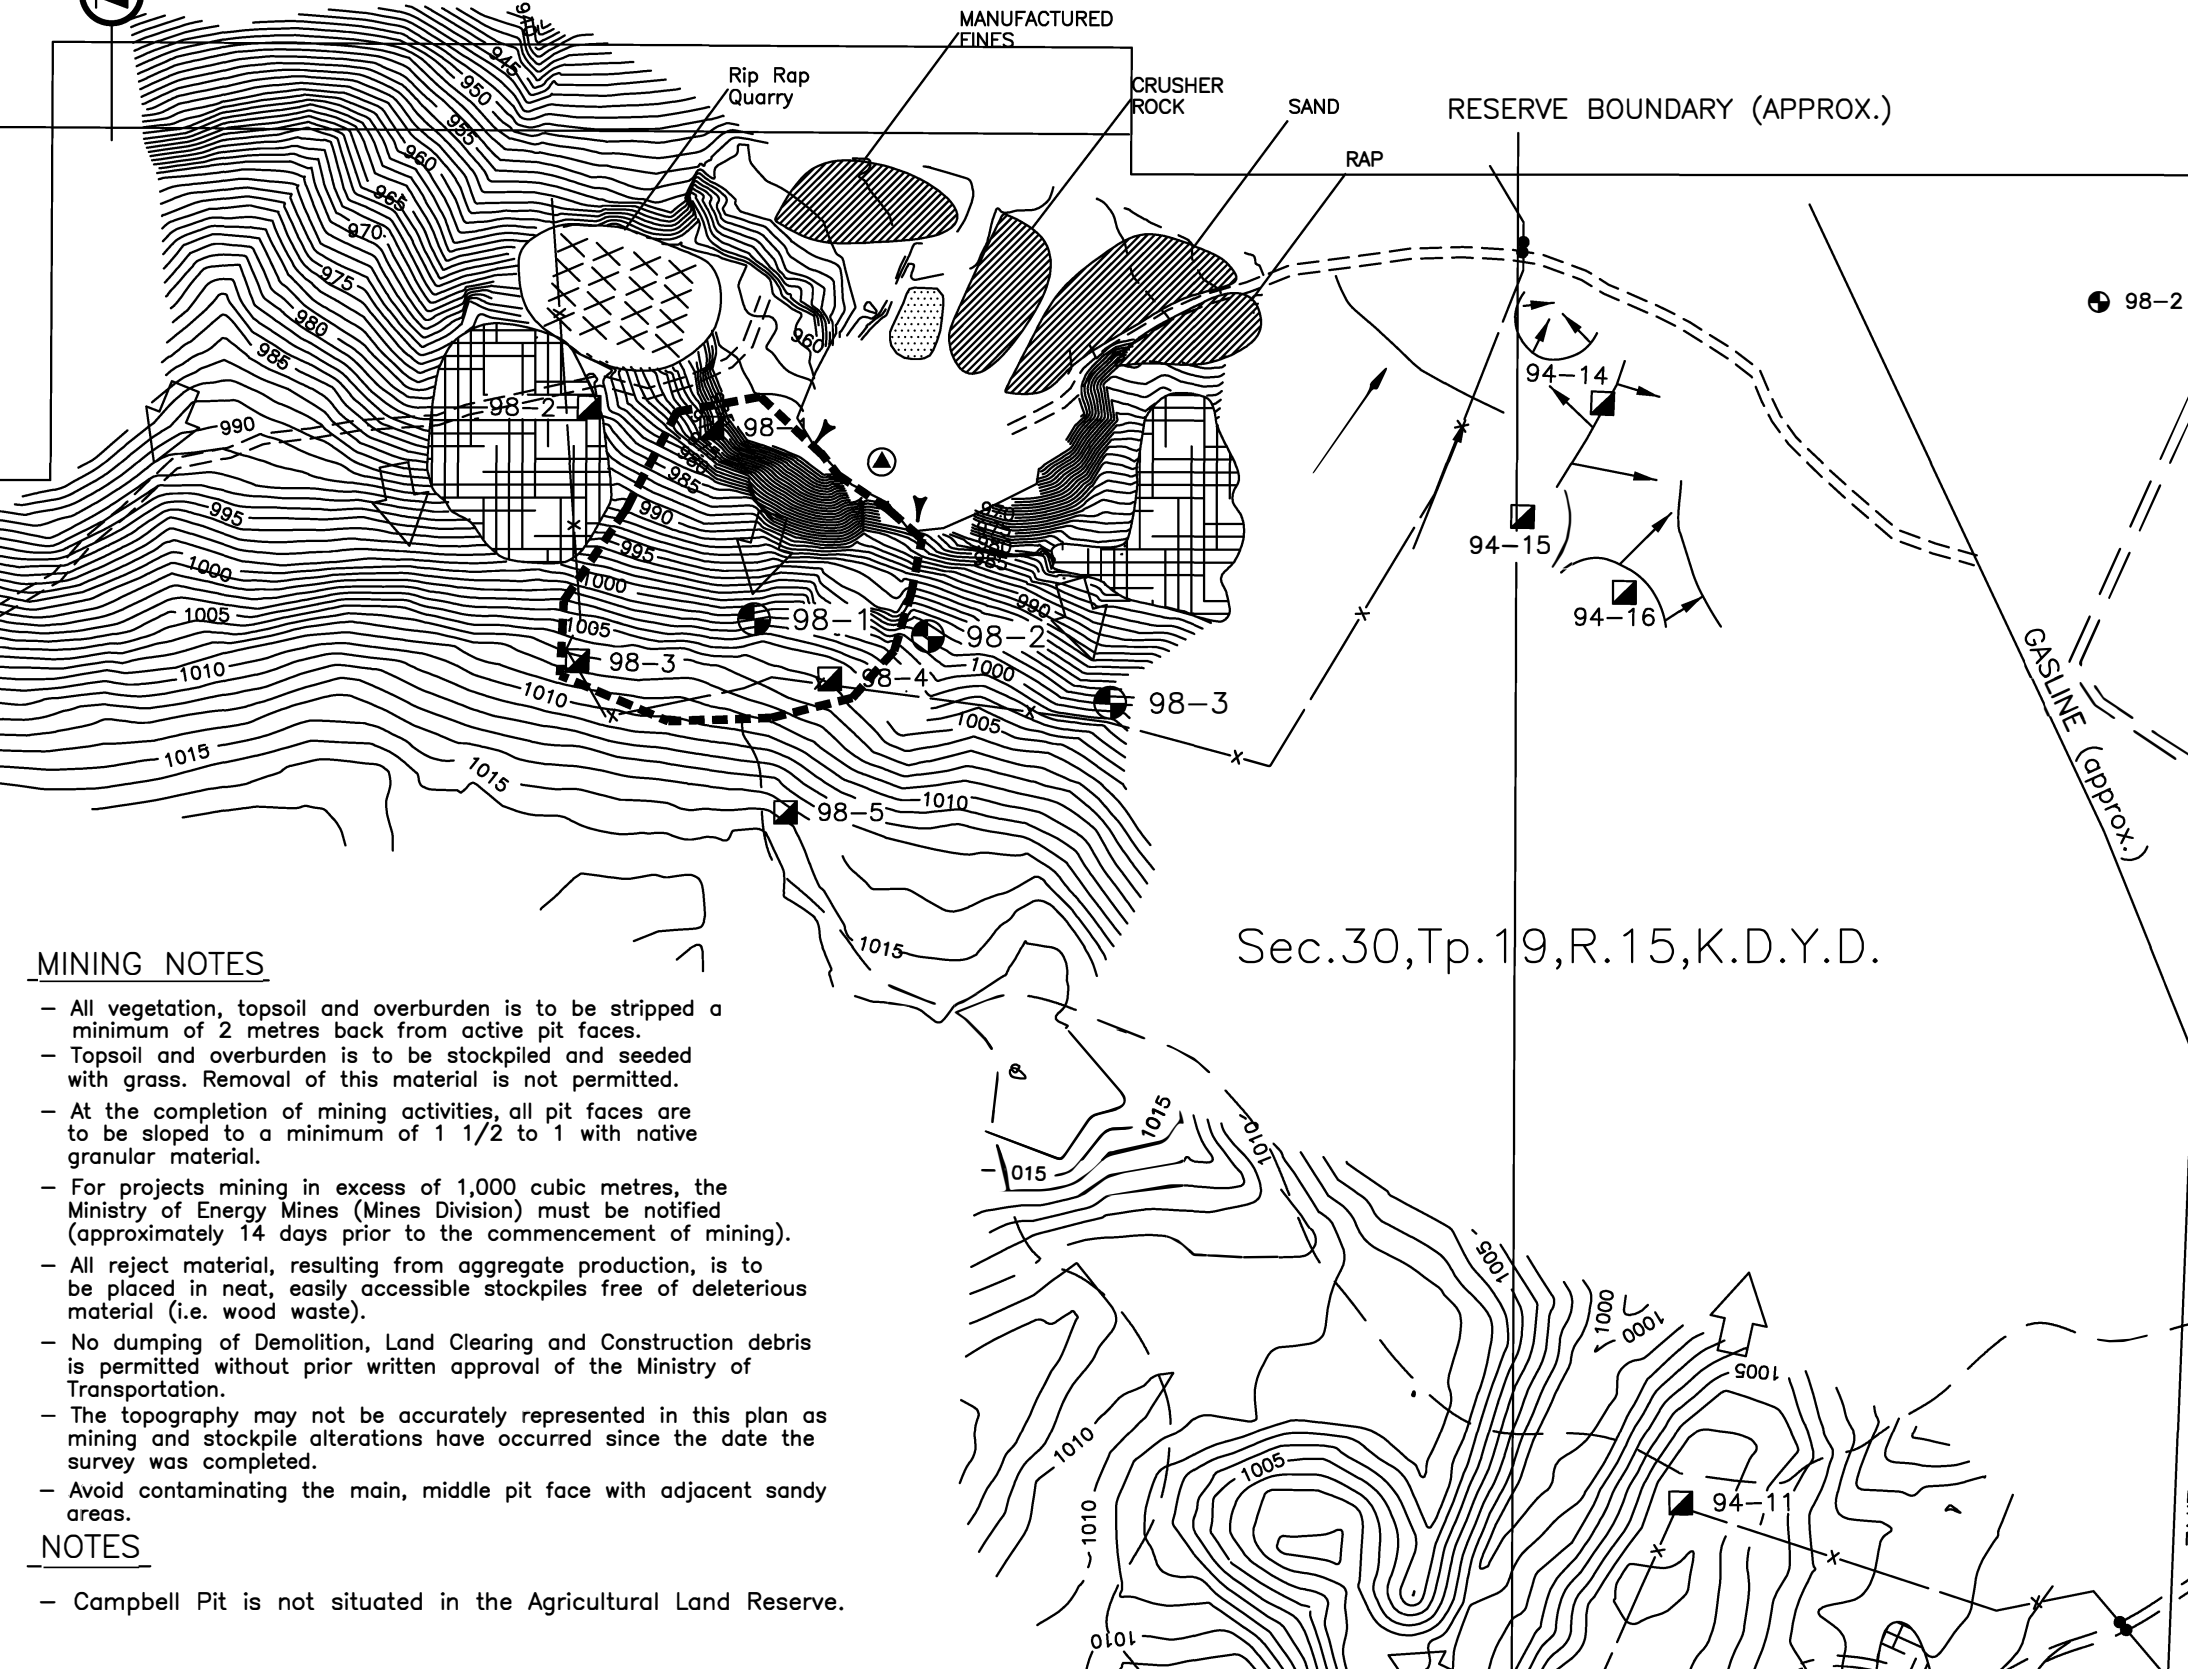 MANUFACTURED
FINES
Rip Rap
Quarry
CRUSHER
ROCK
SAND
RESERVE BOUNDARY (APPROX.)
RAP
945
950
955
960
965
970
975
980
985
990
995
1000
1005
1010
1015
960
98-2
98-2
94-14
94-15
94-16
98-
980
985
990
995
1000
1005
1010
1015
970
975
980
985
990
1000
1005
1010
1015
98-1
98-2
98-3
98-3
98-4
98-5
GASLINE (approx.)
Sec.30,Tp.19,R.15,K.D.Y.D.
MINING NOTES
- All vegetation, topsoil and overburden is to be stripped a
minimum of 2 metres back from active pit faces.
- Topsoil and overburden is to be stockpiled and seeded
with grass. Removal of this material is not permitted.
- At the completion of mining activities, all pit faces are
to be sloped to a minimum of 1 1/2 to 1 with native
granular material.
- For projects mining in excess of 1,000 cubic metres, the
Ministry of Energy Mines (Mines Division) must be notified
(approximately 14 days prior to the commencement of mining).
- All reject material, resulting from aggregate production, is to
be placed in neat, easily accessible stockpiles free of deleterious
material (i.e. wood waste).
- No dumping of Demolition, Land Clearing and Construction debris
is permitted without prior written approval of the Ministry of
Transportation.
- The topography may not be accurately represented in this plan as
mining and stockpile alterations have occurred since the date the
survey was completed.
- Avoid contaminating the main, middle pit face with adjacent sandy
areas.
NOTES
- Campbell Pit is not situated in the Agricultural Land Reserve.
1015
1010
015
1005
1000
1000
1005
1010
1005
1010
94-11
1010